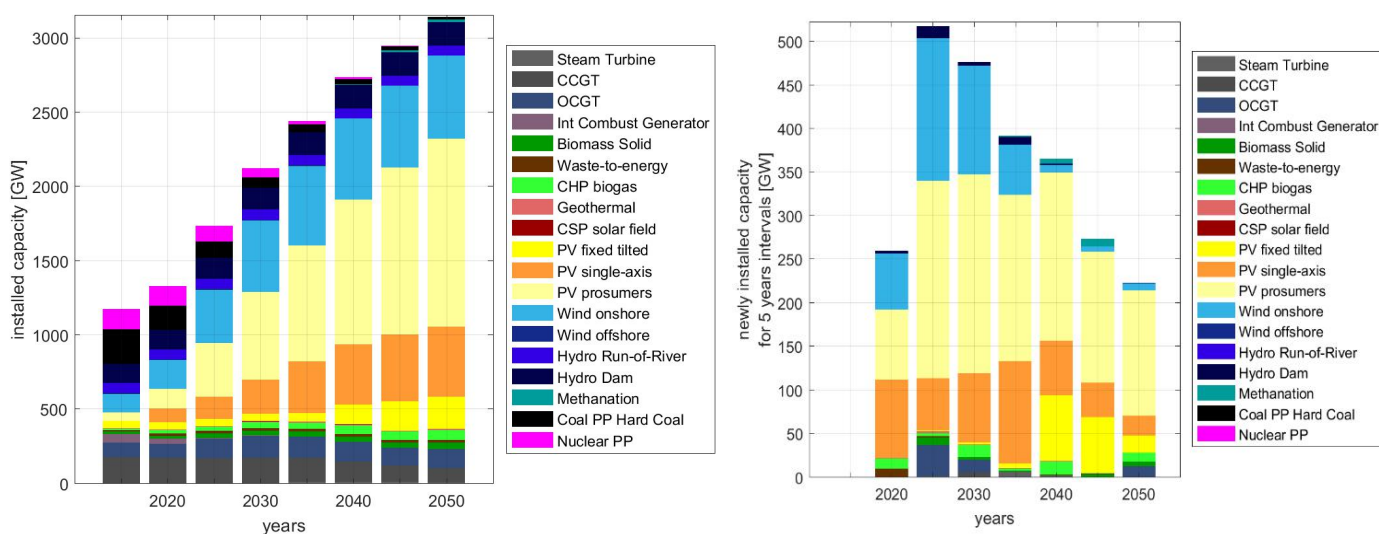 installed capacity [GW]
3000
2500
2000
1500
1000
500
0
2020
2030
2040
2050
years
Steam Turbine
CCGT
OCGT
Int Combust Generator
Biomass Solid
Waste-to-energy
CHP biogas
Geothermal
CSP solar field
PV fixed tilted
PV single-axis
PV prosumers
Wind onshore
Wind offshore
Hydro Run-of-River
Hydro Dam
Methanation
Coal PP Hard Coal
Nuclear PP
newly installed capacity
for 5 years intervals [GW]
500
450
400
350
300
250
200
150
100
50
0
2020
2030
2040
2050
years
Steam Turbine
CCGT
OCGT
Int Combust Generator
Biomass Solid
Waste-to-energy
CHP biogas
Geothermal
CSP solar field
PV fixed tilted
PV single-axis
PV prosumers
Wind onshore
Wind offshore
Hydro Run-of-River
Hydro Dam
Methanation
Coal PP Hard Coal
Nuclear PP